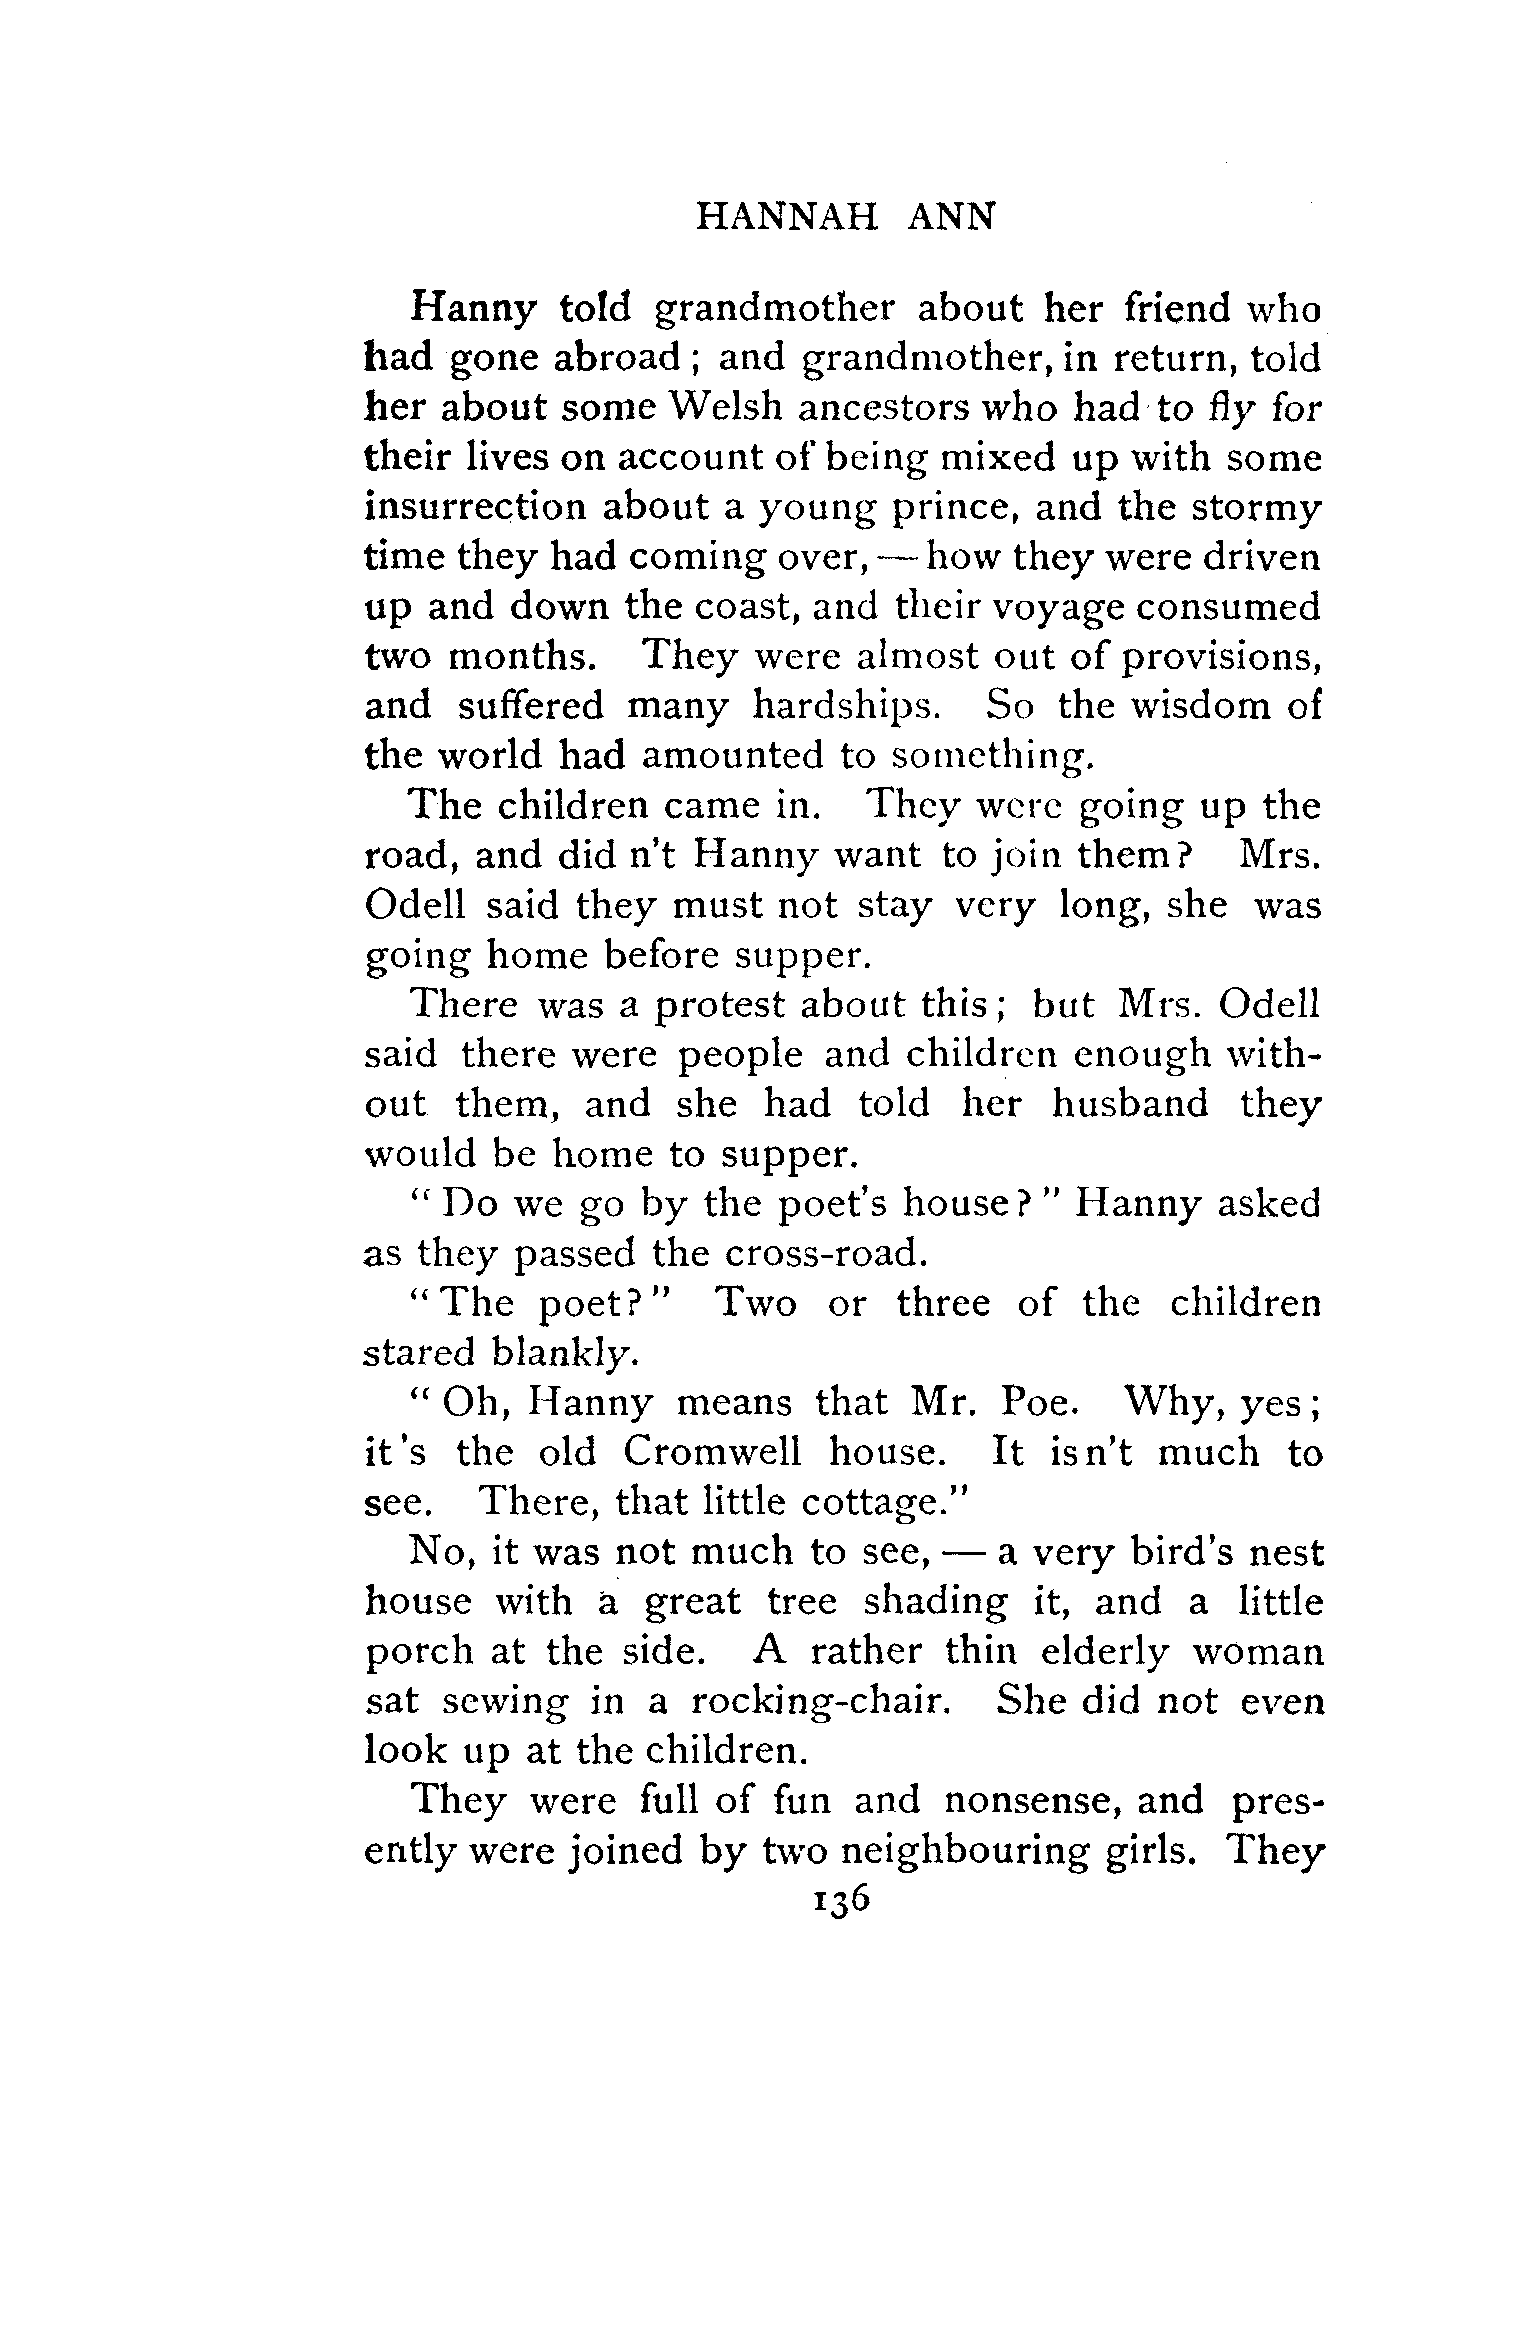 HANNAH ANN
Hanny told grandmother about her friend who
had gone abroad; and grandmother, in return, told
her about some Welsh ancestors who had to fly for
their lives on account of being mixed up with some
insurrection about a young prince, and the stormy
time they had coming over, — how they were driven
up and down the coast, and their voyage consumed
two months. They were almost out of provisions,
and suffered many hardships. So the wisdom of
the world had amounted to something.
The children came in. They were going up the
road, and did n't Hanny want to join them? Mrs.
Odell said they must not stay very long, she was
going home before supper.
There was a protest about this; but Mrs. Odell
said there were people and children enough with-
out them, and she had told her husband they
would be home to supper.
"Do we go by the poet's house?" Hanny asked
as they passed the cross-road.
"The poet?" Two or three of the children
stared blankly.
"Oh, Hanny means that Mr. Poe. Why, yes;
it 's the old Cromwell house. It is n't much to
see. There, that little cottage."
No, it was not much to see, — a very bird's nest
house with a great tree shading it, and a little
porch at the side. A rather thin elderly woman
sat sewing in a rocking-chair. She did not even
look up at the children.
They were full of fun and nonsense, and pres-
ently were joined by two neighbouring girls. They
136